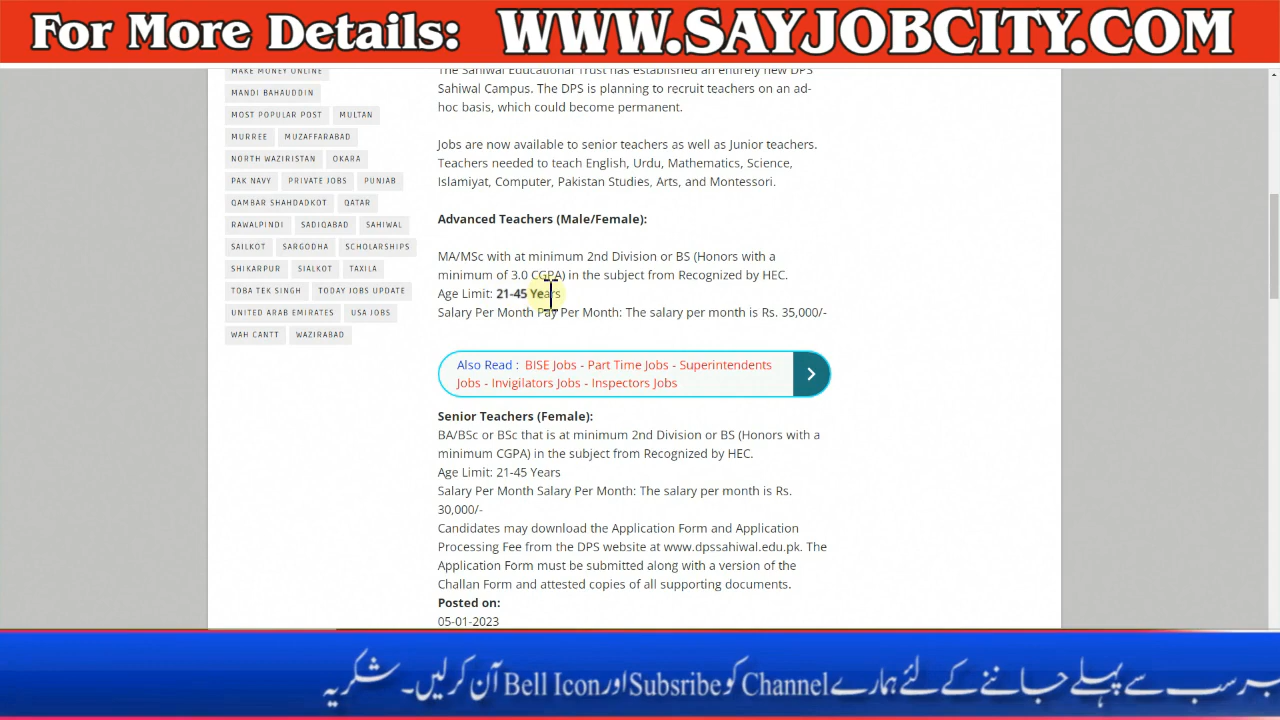 For More Details: WWW.SAYJOBCITY.COM
MAKE MONEY ONLINE
MANDI BAHAUDDIN
MOST POPULAR POST MULTAN
MURREE MUZAFFARABAD
NORTH WAZIRISTAN OKARA
PAK NAVY PRIVATE JOBS PUNJAB
QAMBAR SHAHDADKOT QATAR
RAWALPINDI SADIQABAD SAHIWAL
SAILKOT SARGODHA SCHOLARSHIPS
SHIKARPUR SIALKOT TAXILA
TOBA TEK SINGH TODAY JOBS UPDATE
UNITED ARAB EMIRATES USA JOBS
WAH CANTT WAZIRABAD
The Sahiwal Educational Trust has established an entirely new DPS
Sahiwal Campus. The DPS is planning to recruit teachers on an ad-
hoc basis, which could become permanent.
Jobs are now available to senior teachers as well as Junior teachers.
Teachers needed to teach English, Urdu, Mathematics, Science,
Islamiyat, Computer, Pakistan Studies, Arts, and Montessori.
Advanced Teachers (Male/Female):
MA/MSc with at minimum 2nd Division or BS (Honors with a
minimum of 3.0 CGPA) in the subject from Recognized by HEC.
Age Limit: 21-45 Years
Salary Per Month Pay Per Month: The salary per month is Rs. 35,000/-
Also Read : BISE Jobs - Part Time Jobs - Superintendents
Jobs - Invigilators Jobs - Inspectors Jobs
Senior Teachers (Female):
BA/BSc or BSc that is at minimum 2nd Division or BS (Honors with a
minimum CGPA) in the subject from Recognized by HEC.
Age Limit: 21-45 Years
Salary Per Month Salary Per Month: The salary per month is Rs.
30,000/-
Candidates may download the Application Form and Application
Processing Fee from the DPS website at www.dpssahiwal.edu.pk. The
Application Form must be submitted along with a version of the
Challan Form and attested copies of all supporting documents.
Posted on:
05-01-2023
سب سے پہلے جاننے کے لئے ہمارے Channel کو Subsribe اور Bell Icon آن کرلیں۔ شکریہ